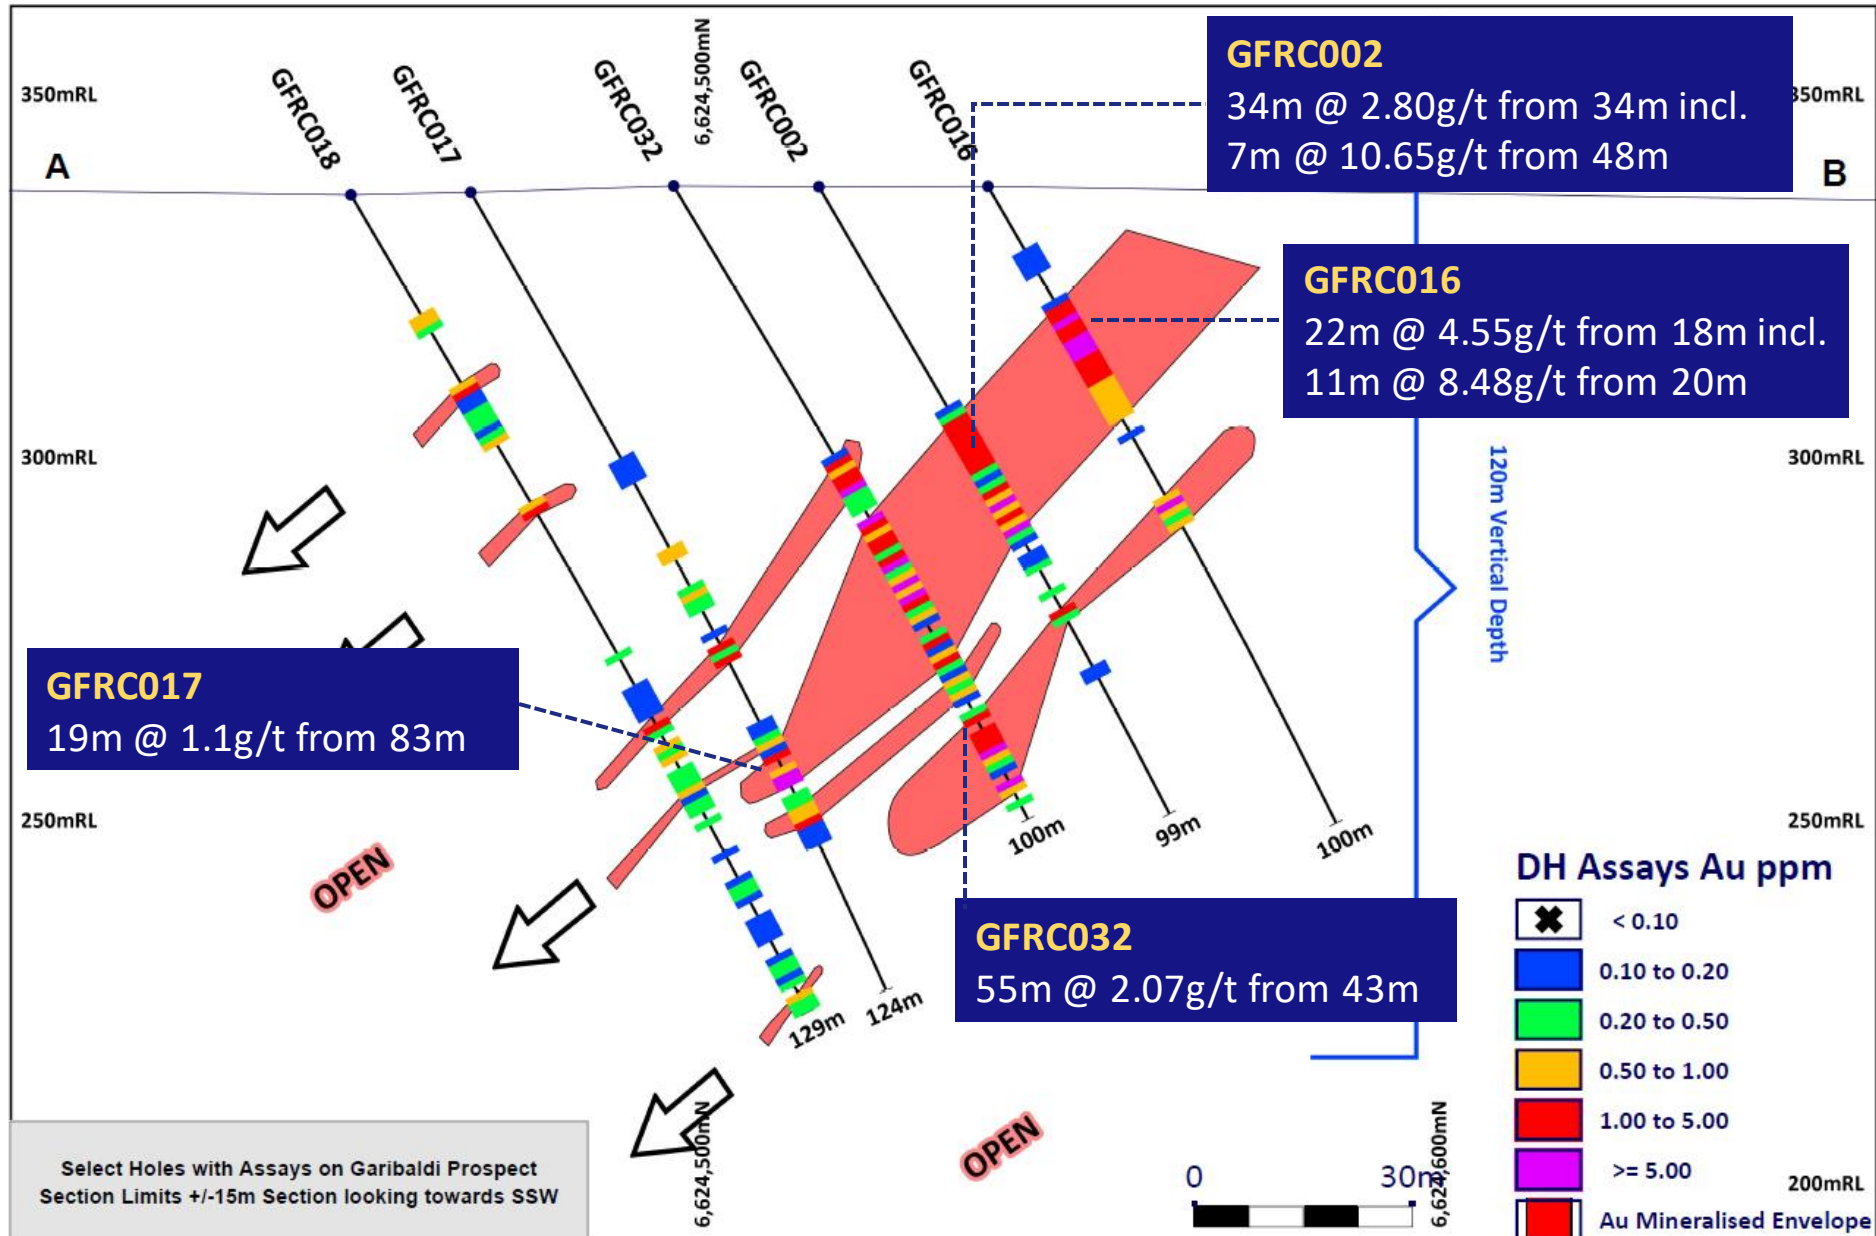 GFRC018
GFRC017
GFRC032
6,624,500mN
GFRC002
GFRC016
GFRC002
34m @ 2.80g/t from 34m incl.
7m @ 10.65g/t from 48m
350mRL
350mRL
A
B
GFRC016
22m @ 4.55g/t from 18m incl.
11m @ 8.48g/t from 20m
300mRL
300mRL
120m Vertical Depth
GFRC017
19m @ 1.1g/t from 83m
250mRL
250mRL
100m
99m
100m
OPEN
GFRC032
55m @ 2.07g/t from 43m
129m
124m
DH Assays Au ppm
< 0.10
0.10 to 0.20
0.20 to 0.50
0.50 to 1.00
1.00 to 5.00
>= 5.00
Au Mineralised Envelope
OPEN
6,624,500mN
6,624,600mN
200mRL
0
30m
Select Holes with Assays on Garibaldi Prospect
Section Limits +/-15m Section looking towards SSW